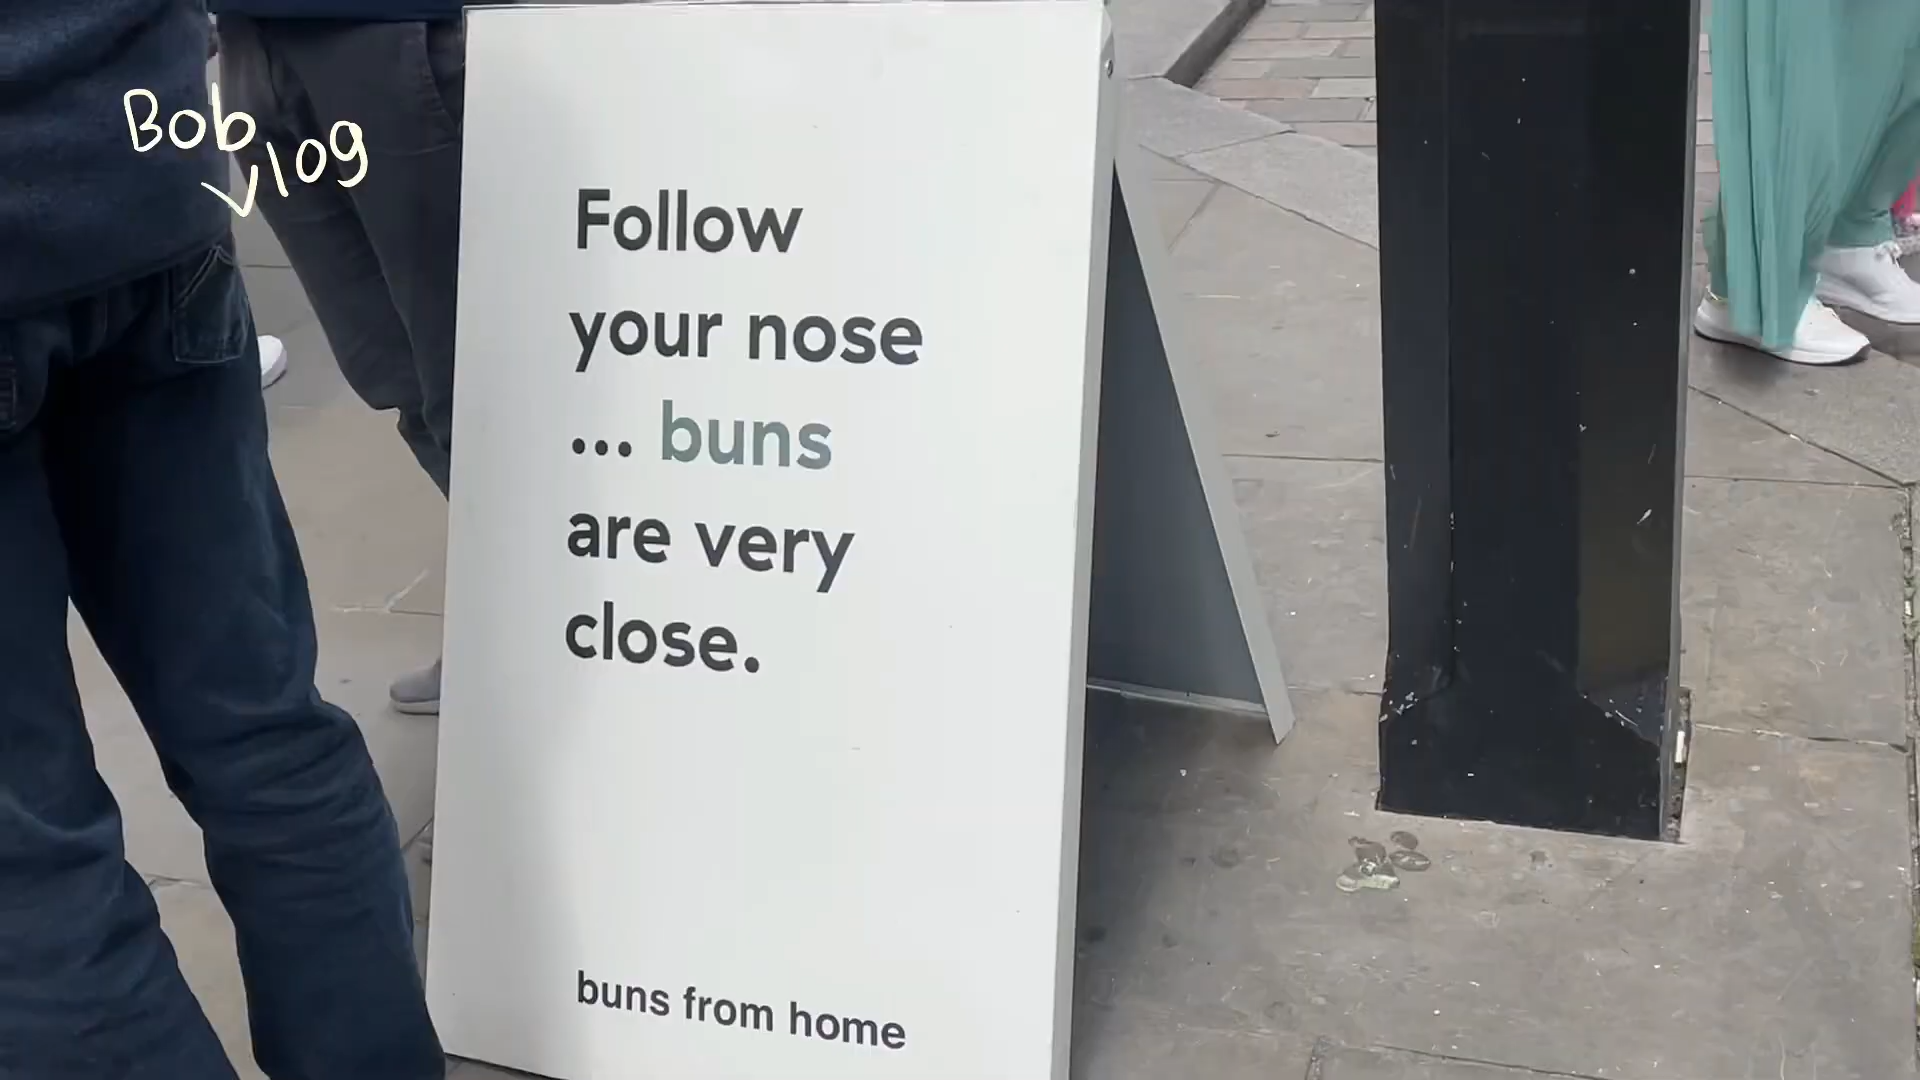 Bob
Vlog
Follow
your nose
... buns
are very
close.
buns from home